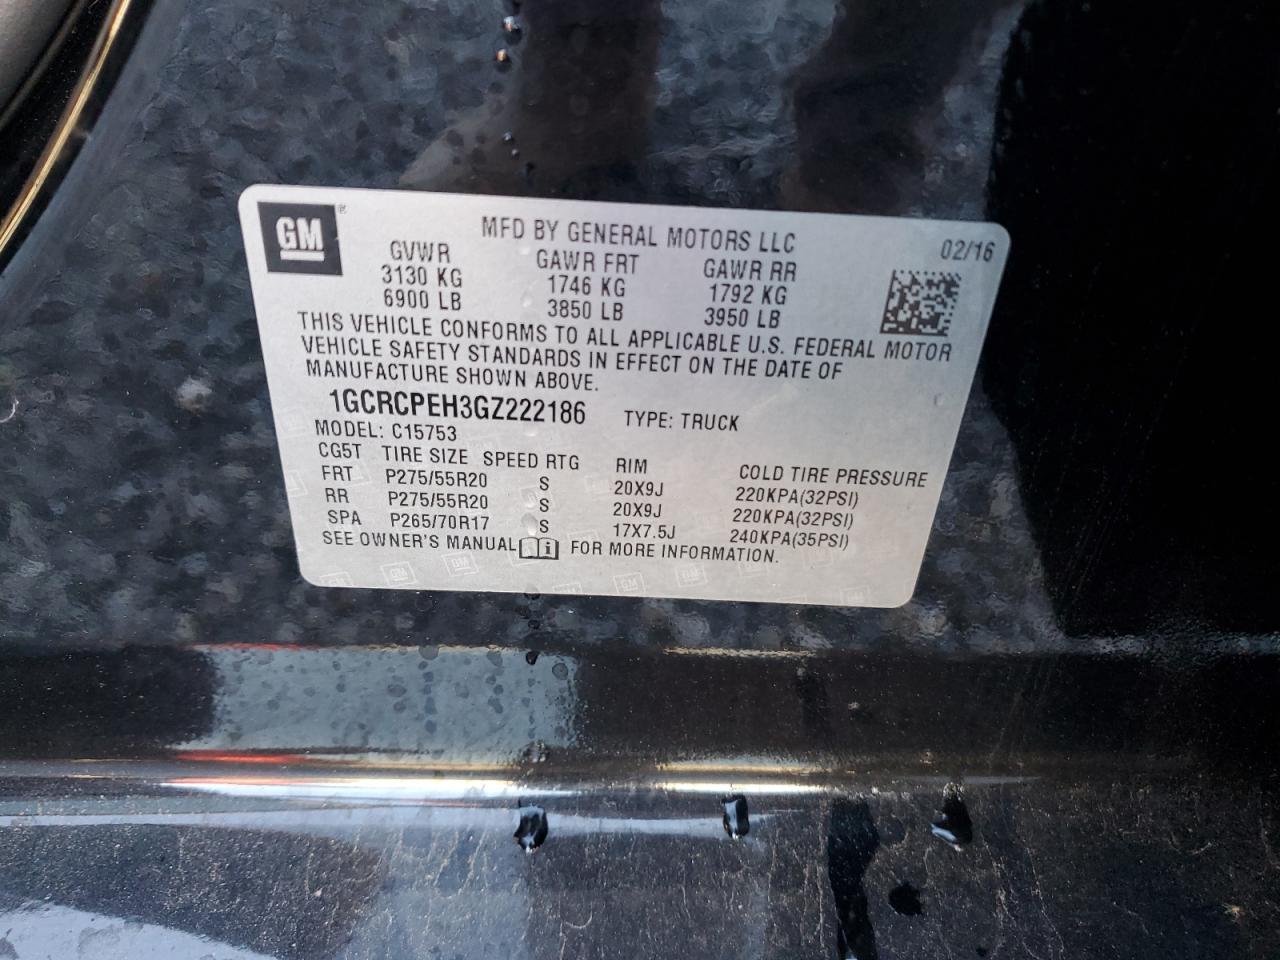 GM ®
MFD BY GENERAL MOTORS LLC 02/16
GVWR GAWR FRT GAWR RR
3130 KG 1746 KG 1792 KG
6900 LB 3850 LB 3950 LB
THIS VEHICLE CONFORMS TO ALL APPLICABLE U.S. FEDERAL MOTOR
VEHICLE SAFETY STANDARDS IN EFFECT ON THE DATE OF
MANUFACTURE SHOWN ABOVE.
1GCRCPEH3GZ222186 TYPE: TRUCK
MODEL: C15753
CG5T TIRE SIZE SPEED RTG RIM COLD TIRE PRESSURE
FRT P275/55R20 S 20X9J 220KPA(32PSI)
RR P275/55R20 S 20X9J 220KPA(32PSI)
SPA P265/70R17 S 17X7.5J 240KPA(35PSI)
SEE OWNER'S MANUAL FOR MORE INFORMATION.